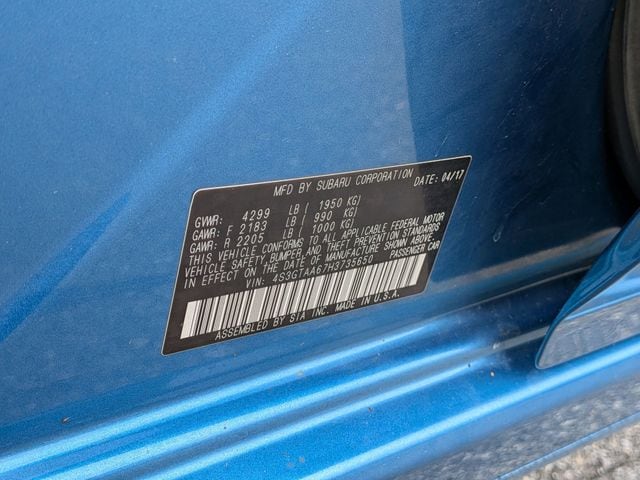 MFD BY SUBARU CORPORATION DATE: 04/17
GVWR: 4299 LB ( 1950 KG)
GAWR: F 2183 LB ( 990 KG)
GAWR: R 2205 LB ( 1000 KG)
THIS VEHICLE CONFORMS TO ALL APPLICABLE FEDERAL MOTOR
VEHICLE SAFETY, BUMPER, AND THEFT PREVENTION STANDARDS
IN EFFECT ON THE DATE OF MANUFACTURE SHOWN ABOVE.
VIN: 4S3GTAA67H3735650 PASSENGER CAR
ASSEMBLED BY SIA INC. MADE IN U.S.A.